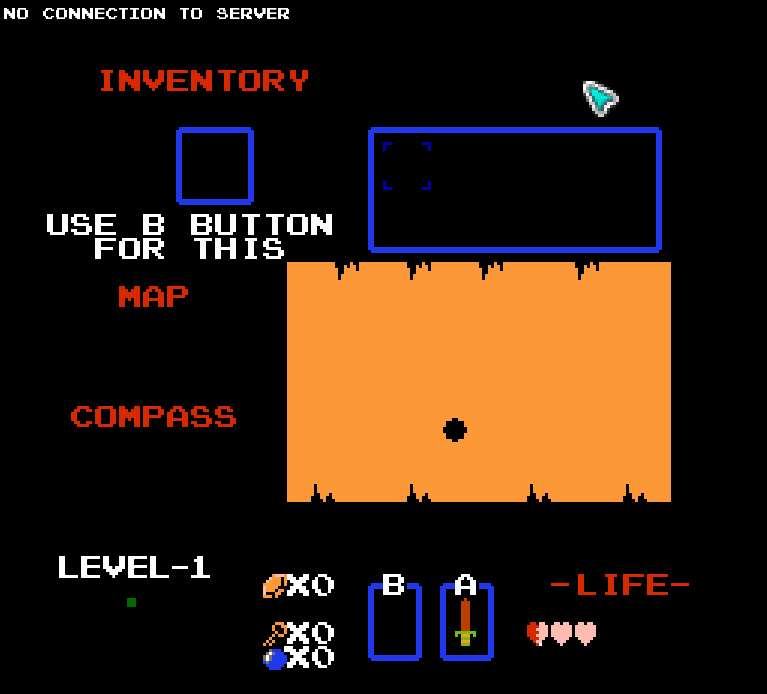 NO CONNECTION TO SERVER
INVENTORY
USE B BUTTON
FOR THIS
MAP
COMPASS
LEVEL-1
X0
B
A
-LIFE-
X0
X0